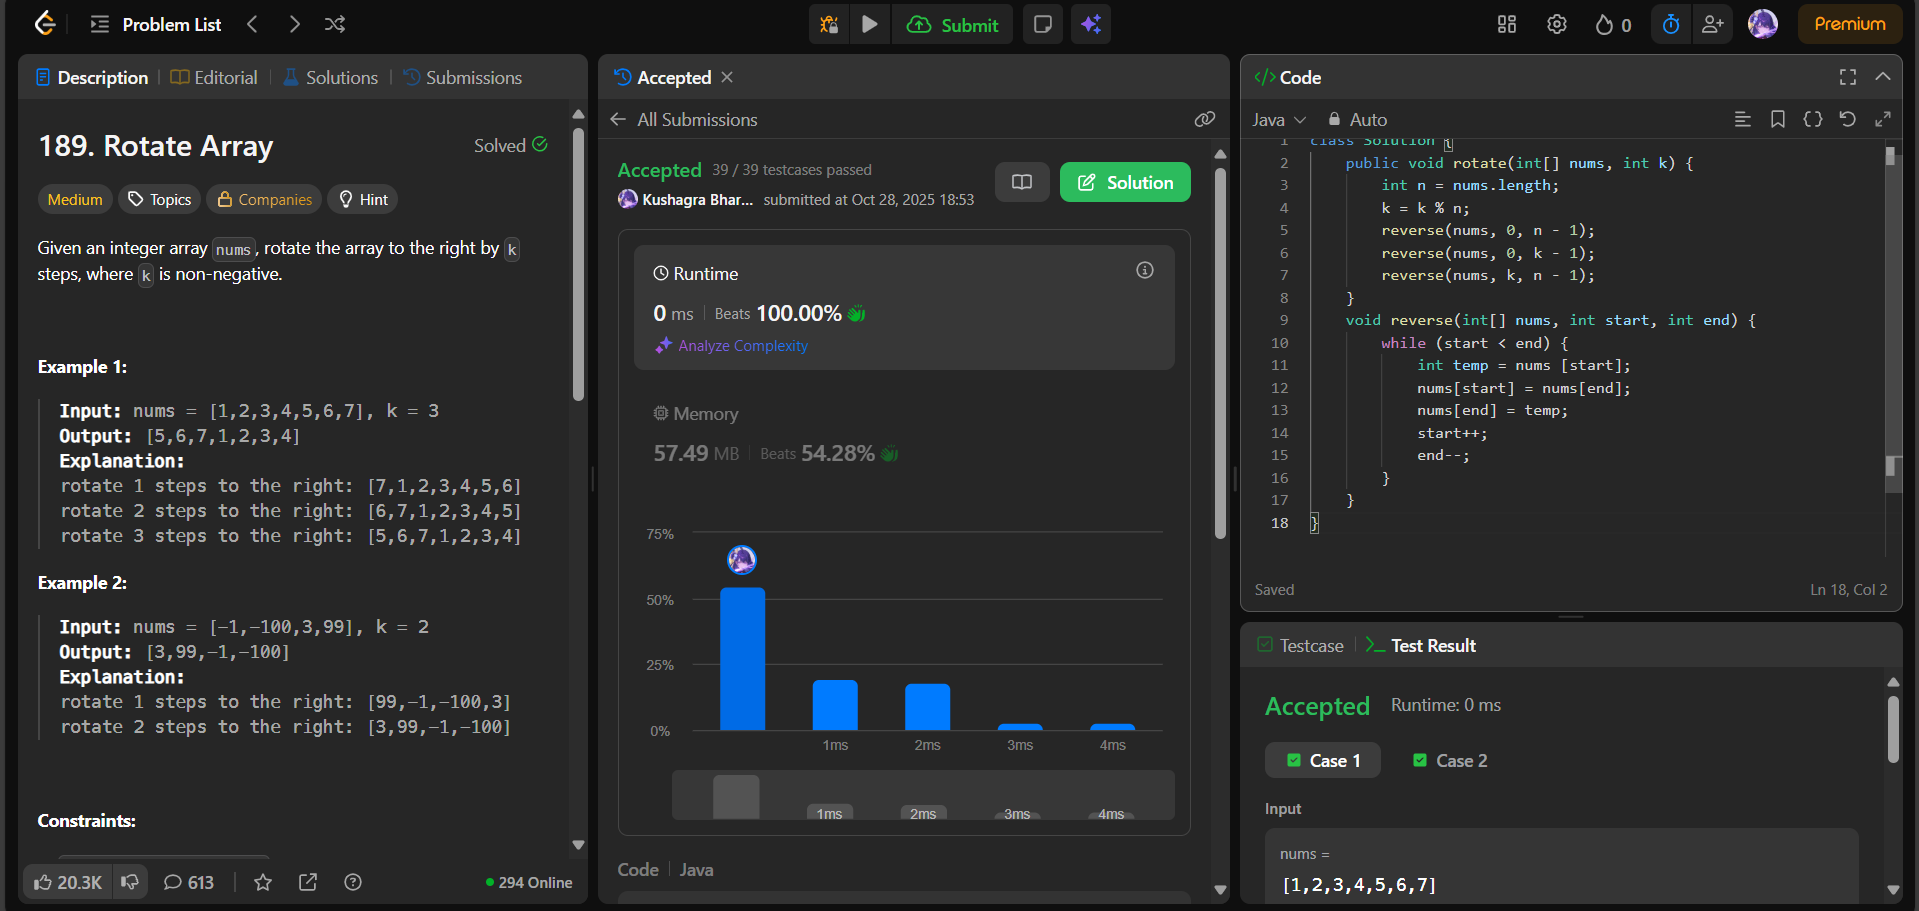 Problem List
Submit
0
Premium
Description
Editorial
Solutions
Submissions
189. Rotate Array
Solved
Medium
Topics
Companies
Hint
Given an integer array nums, rotate the array to the right by k
steps, where k is non-negative.
Example 1:
Input: nums = [1,2,3,4,5,6,7], k = 3
Output: [5,6,7,1,2,3,4]
Explanation:
rotate 1 steps to the right: [7,1,2,3,4,5,6]
rotate 2 steps to the right: [6,7,1,2,3,4,5]
rotate 3 steps to the right: [5,6,7,1,2,3,4]
Example 2:
Input: nums = [-1,-100,3,99], k = 2
Output: [3,99,-1,-100]
Explanation:
rotate 1 steps to the right: [99,-1,-100,3]
rotate 2 steps to the right: [3,99,-1,-100]
Constraints:
20.3K
613
294 Online
Accepted
All Submissions
Accepted 39 / 39 testcases passed
Kushagra Bhar... submitted at Oct 28, 2025 18:53
Solution
Runtime
0 ms Beats 100.00%
Analyze Complexity
Memory
57.49 MB Beats 54.28%
75%
50%
25%
0%
1ms 2ms 3ms 4ms
1ms 2ms 3ms 4ms
Code Java
</> Code
Java Auto
1 class Solution {
2 public void rotate(int[] nums, int k) {
3 int n = nums.length;
4 k = k % n;
5 reverse(nums, 0, n - 1);
6 reverse(nums, 0, k - 1);
7 reverse(nums, k, n - 1);
8 }
9 void reverse(int[] nums, int start, int end) {
10 while (start < end) {
11 int temp = nums [start];
12 nums[start] = nums[end];
13 nums[end] = temp;
14 start++;
15 end--;
16 }
17 }
18 }
Saved
Ln 18, Col 2
Testcase
Test Result
Accepted Runtime: 0 ms
Case 1
Case 2
Input
nums =
[1,2,3,4,5,6,7]